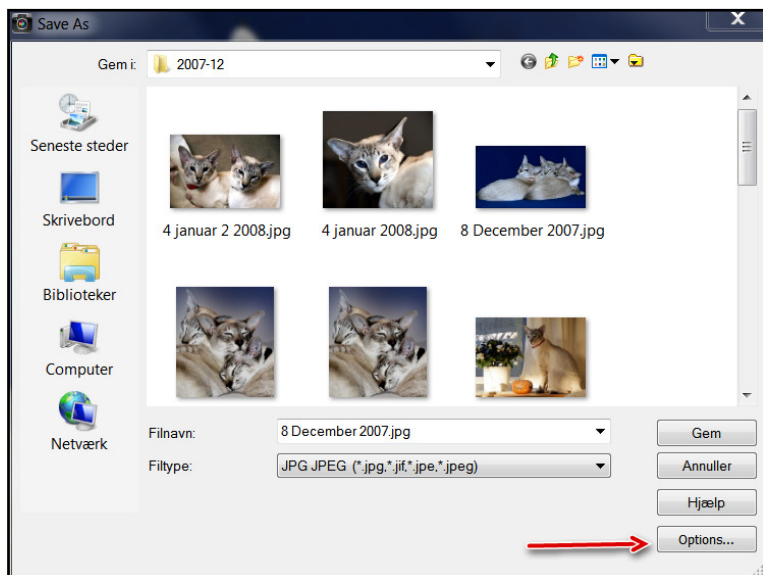 Save As
X
Gem i:
2007-12
Seneste steder
Skrivebord
Biblioteker
Computer
Netværk
4 januar 2 2008.jpg
4 januar 2008.jpg
8 December 2007.jpg
Filnavn:
8 December 2007.jpg
Gem
Filtype:
JPG JPEG (*.jpg,*.jif,*.jpe,*.jpeg)
Annuller
Hjælp
Options...